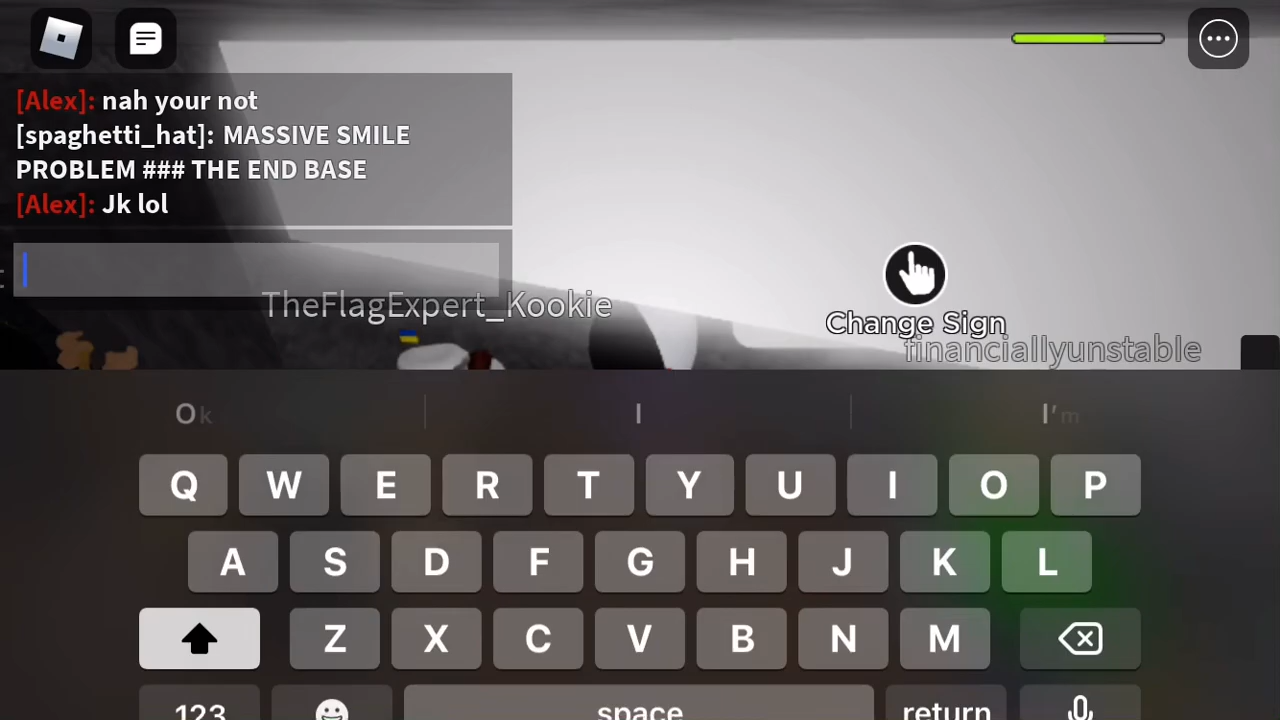 [Alex]: nah your not
[spaghetti_hat]: MASSIVE SMILE
PROBLEM ### THE END BASE
[Alex]: Jk lol
TheFlagExpert_Kookie
Change Sign
financiallyunstable
Ok I I'm
Q W E R T Y U I O P
A S D F G H J K L
Z X C V B N M
123 space return